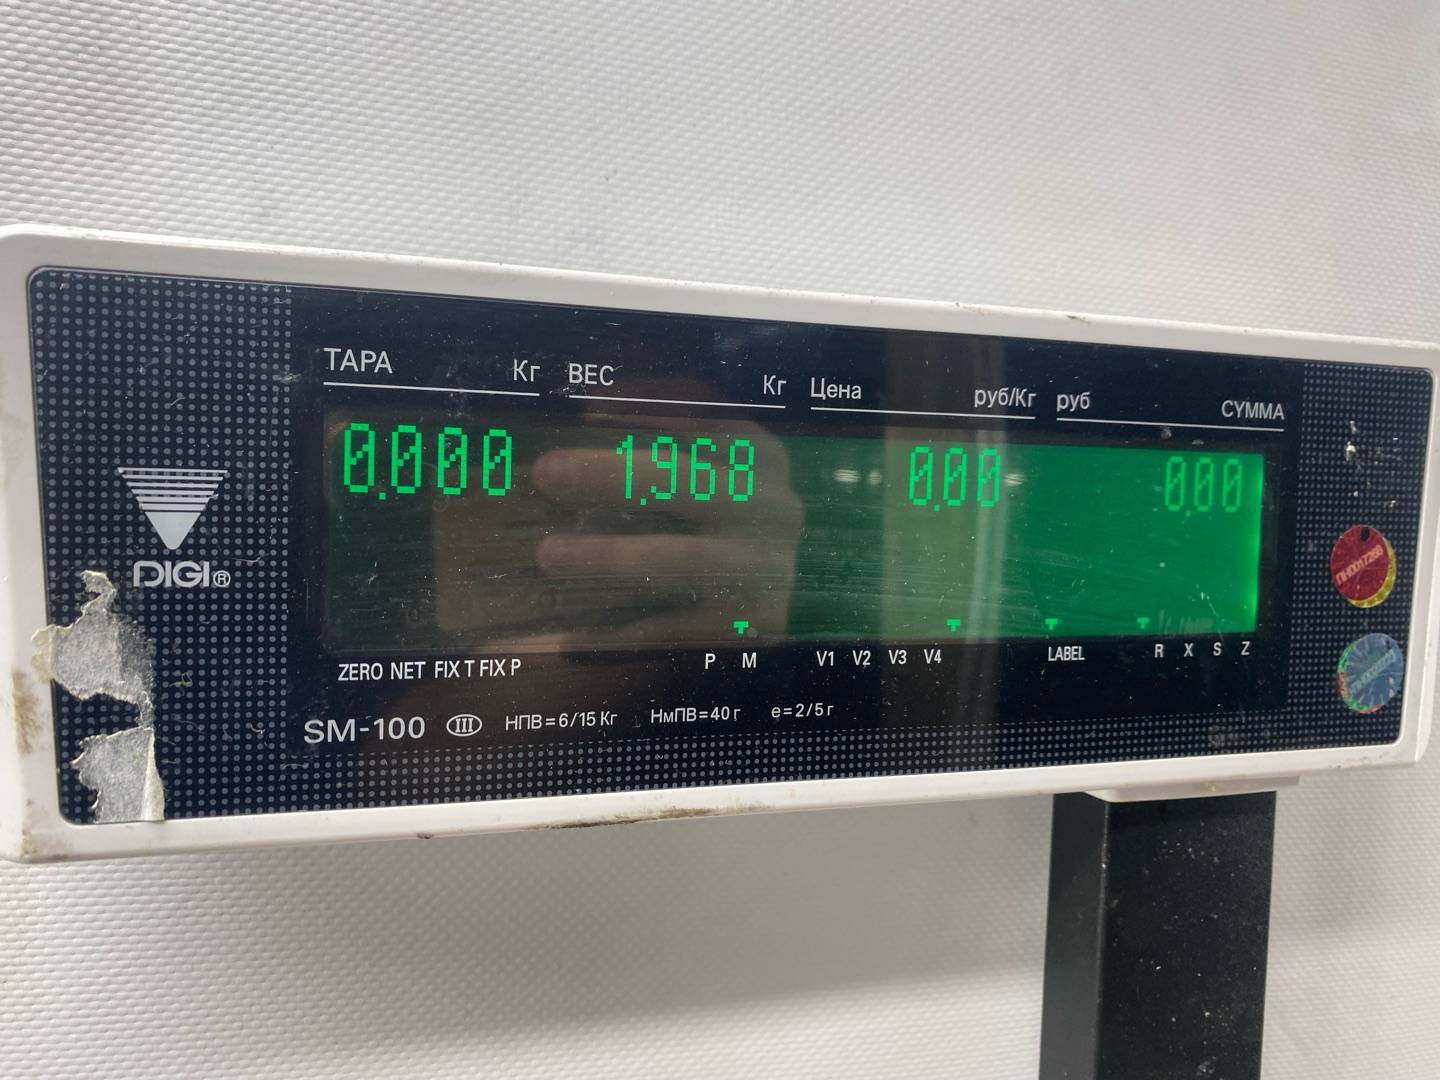 ТАРА Кг ВЕС Кг Цена руб/Кг руб СУММА
0.000 1.968 0.00 0.00
DIGI®
ZERO NET FIX T FIX P P M V1 V2 V3 V4 LABEL R X S Z
SM-100 III НПВ=6/15 Кг НмПВ=40 г e=2/5 г